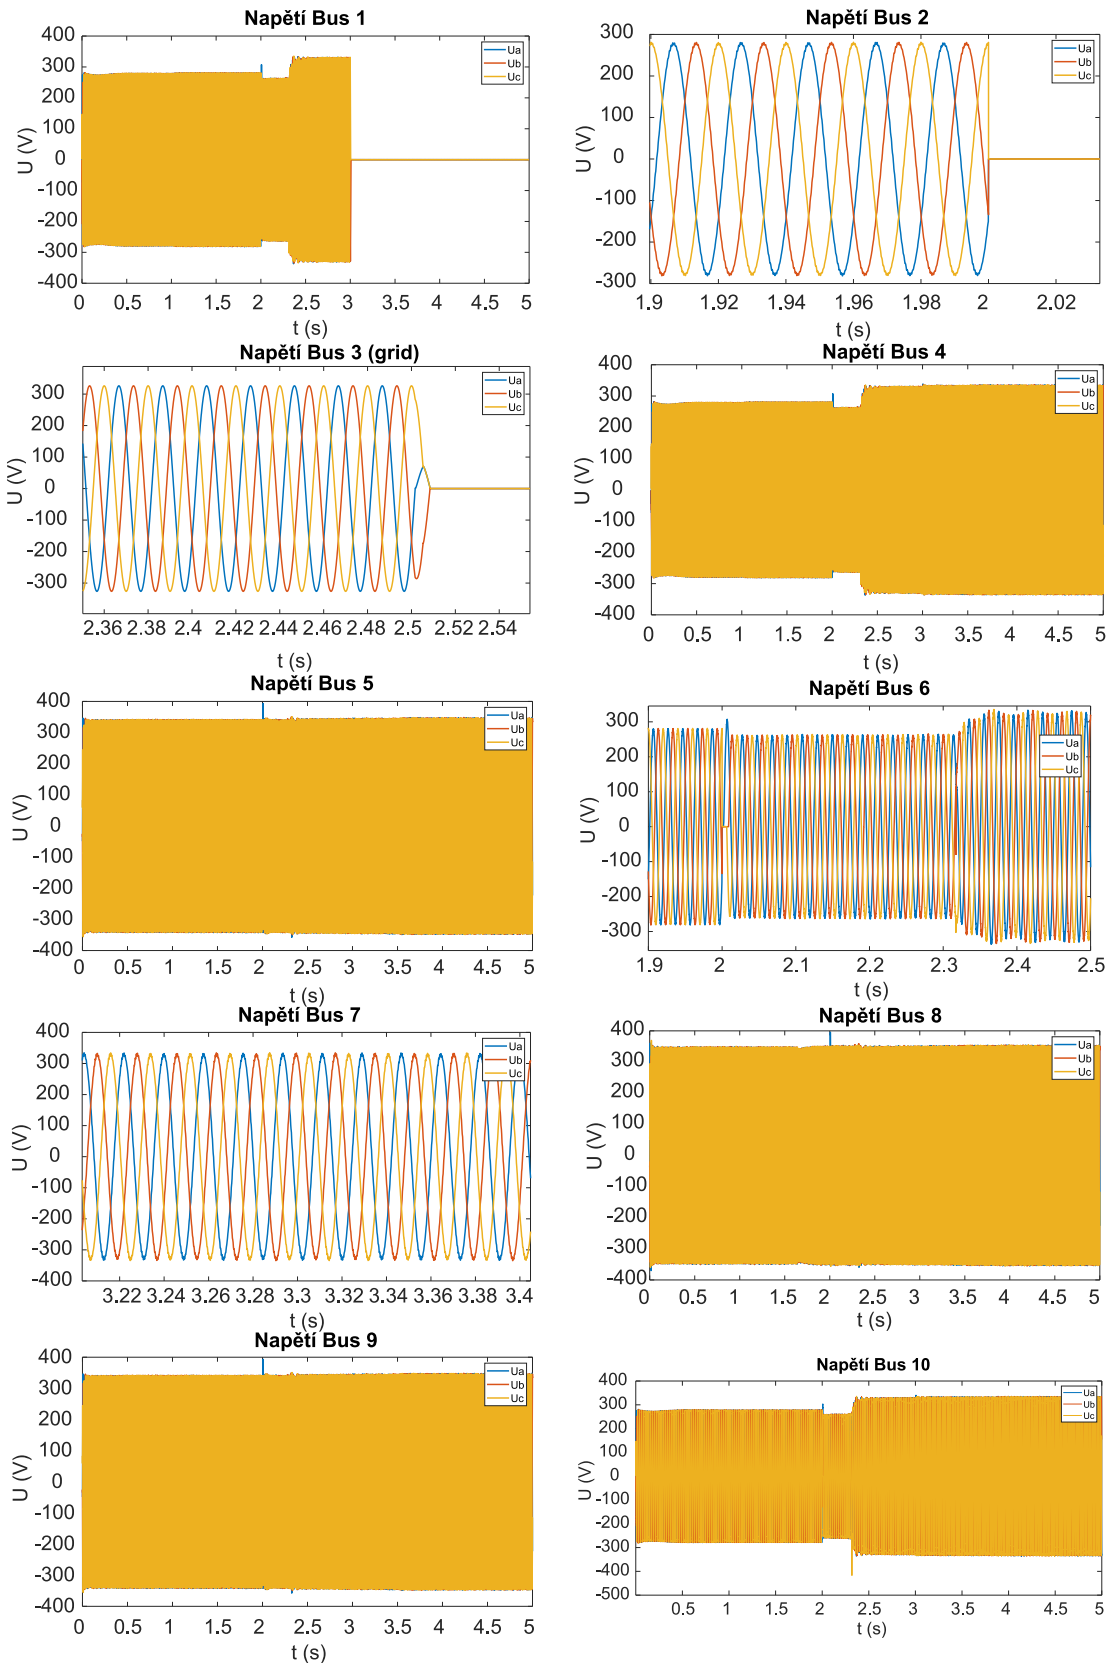 Napětí Bus 1
400
300
200
100
0
-100
-200
-300
-400
U (V)
Ua
Ub
Uc
0 0.5 1 1.5 2 2.5 3 3.5 4 4.5 5
t (s)
Napětí Bus 2
300
200
100
0
-100
-200
-300
U (V)
Ua
Ub
Uc
1.9 1.92 1.94 1.96 1.98 2 2.02
t (s)
Napětí Bus 3 (grid)
300
200
100
0
-100
-200
-300
U (V)
Ua
Ub
Uc
2.36 2.38 2.4 2.42 2.44 2.46 2.48 2.5 2.52 2.54
t (s)
Napětí Bus 4
400
300
200
100
0
-100
-200
-300
-400
U (V)
Ua
Ub
Uc
0 0.5 1 1.5 2 2.5 3 3.5 4 4.5 5
t (s)
Napětí Bus 5
400
300
200
100
0
-100
-200
-300
-400
U (V)
Ua
Ub
Uc
0 0.5 1 1.5 2 2.5 3 3.5 4 4.5 5
t (s)
Napětí Bus 6
300
200
100
0
-100
-200
-300
U (V)
Ua
Ub
Uc
1.9 2 2.1 2.2 2.3 2.4 2.5
t (s)
Napětí Bus 7
400
300
200
100
0
-100
-200
-300
-400
U (V)
Ua
Ub
Uc
3.22 3.24 3.26 3.28 3.3 3.32 3.34 3.36 3.38 3.4
t (s)
Napětí Bus 8
400
300
200
100
0
-100
-200
-300
-400
U (V)
Ua
Ub
Uc
0 0.5 1 1.5 2 2.5 3 3.5 4 4.5 5
t (s)
Napětí Bus 9
400
300
200
100
0
-100
-200
-300
-400
U (V)
Ua
Ub
Uc
0 0.5 1 1.5 2 2.5 3 3.5 4 4.5 5
t (s)
Napětí Bus 10
400
300
200
100
0
-100
-200
-300
-400
-500
U (V)
Ua
Ub
Uc
0.5 1 1.5 2 2.5 3 3.5 4 4.5 5
t (s)